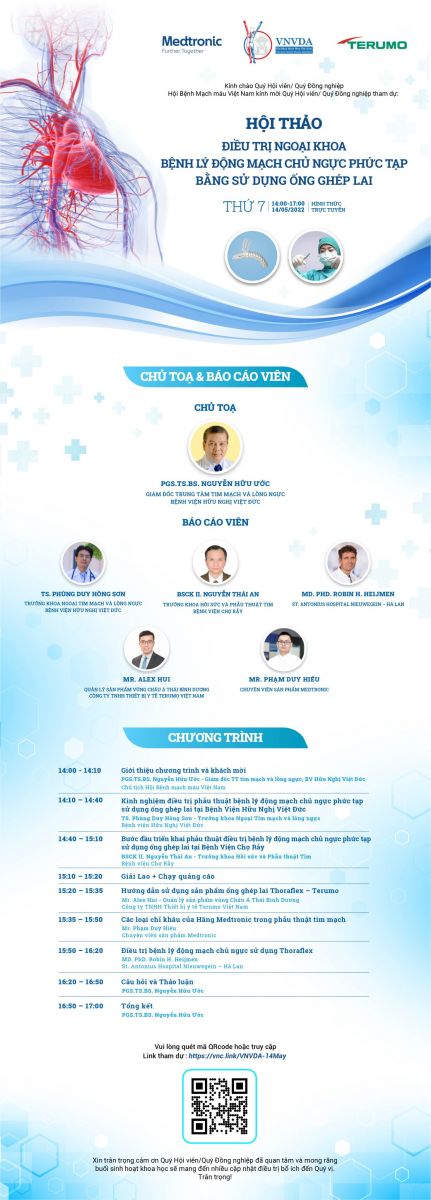 Medtronic
Further, Together
VNVDA
TERUMO
Kính chào Quý Hội viên/ Quý Đồng nghiệp
Hội Bệnh Mạch máu Việt Nam kính mời Quý Hội viên/ Quý Đồng nghiệp tham dự:
HỘI THẢO
ĐIỀU TRỊ NGOẠI KHOA
BỆNH LÝ ĐỘNG MẠCH CHỦ NGỰC PHỨC TẠP
BẰNG SỬ DỤNG ỐNG GHÉP LAI
THỨ 7
14:00-17:00
14/05/2022
HÌNH THỨC
TRỰC TUYẾN
CHỦ TOẠ & BÁO CÁO VIÊN
CHỦ TOẠ
PGS.TS.BS. NGUYỄN HỮU ƯỚC
GIÁM ĐỐC TRUNG TÂM TIM MẠCH VÀ LỒNG NGỰC
BỆNH VIỆN HỮU NGHỊ VIỆT ĐỨC
BÁO CÁO VIÊN
TS. PHÙNG DUY HỒNG SƠN
TRƯỞNG KHOA NGOẠI TIM MẠCH VÀ LỒNG NGỰC
BỆNH VIỆN HỮU NGHỊ VIỆT ĐỨC
BSCK II. NGUYỄN THÁI AN
TRƯỞNG KHOA HỒI SỨC VÀ PHẪU THUẬT TIM
BỆNH VIỆN CHỢ RẪY
MD. PHD. ROBIN H. HEIJMEN
ST. ANTONIUS HOSPITAL NIEUWEGEIN – HÀ LAN
MR. ALEX HUI
QUẢN LÝ SẢN PHẨM VÙNG CHÂU Á THÁI BÌNH DƯƠNG
CÔNG TY TNHH THIẾT BỊ Y TẾ TERUMO VIỆT NAM
MR. PHẠM DUY HIẾU
CHUYÊN VIÊN SẢN PHẨM MEDTRONIC
CHƯƠNG TRÌNH
14:00 - 14:10 Giới thiệu chương trình và khách mời
PGS.TS.BS. Nguyễn Hữu Ước - Giám đốc TT tim mạch và lồng ngực, BV Hữu Nghị Việt Đức
Chủ tịch Hội Bệnh mạch máu Việt Nam
14:10 – 14:40 Kinh nghiệm điều trị phẫu thuật bệnh lý động mạch chủ ngực phức tạp
sử dụng ống ghép lai tại Bệnh Viện Hữu Nghị Việt Đức
TS. Phùng Duy Hồng Sơn - Trưởng khoa Ngoại Tim mạch và lồng ngực
Bệnh viện Hữu Nghị Việt Đức
14:40 – 15:10 Bước đầu triển khai phẫu thuật điều trị bệnh lý động mạch chủ ngực phức tạp
sử dụng ống ghép lai tại Bệnh Viện Chợ Rẫy
BSCK II. Nguyễn Thái An - Trưởng khoa Hồi sức và Phẫu thuật Tim
Bệnh viện Chợ Rẫy
15:10 – 15:20 Giải Lao + Chạy quảng cáo
15:20 – 15:35 Hướng dẫn sử dụng sản phẩm ống ghép lai Thoraflex – Terumo
Mr. Alex Hui - Quản lý sản phẩm vùng Châu Á Thái Bình Dương
Công ty TNHH Thiết bị y tế Terumo Việt Nam
15:35 – 15:50 Các loại chỉ khâu của Hãng Medtronic trong phẫu thuật tim mạch
Mr. Phạm Duy Hiếu
Chuyên viên sản phẩm Medtronic
15:50 – 16:20 Điều trị bệnh lý động mạch chủ ngực sử dụng Thoraflex
MD. PhD. Robin H. Heijmen
St. Antonius Hospital Nieuwegein – Hà Lan
16:20 – 16:50 Câu hỏi và Thảo luận
PGS.TS.BS. Nguyễn Hữu Ước
16:50 – 17:00 Tổng kết
PGS.TS.BS. Nguyễn Hữu Ước
Vui lòng quét mã QRcode hoặc truy cập
Link tham dự : https://vnc.link/VNVDA-14May
Xin trân trọng cám ơn Quý Hội viên/Quý Đồng nghiệp đã quan tâm và mong rằng
buổi sinh hoạt khoa học sẽ mang đến nhiều cập nhật điều trị bổ ích đến Quý vị.
Trân trọng!